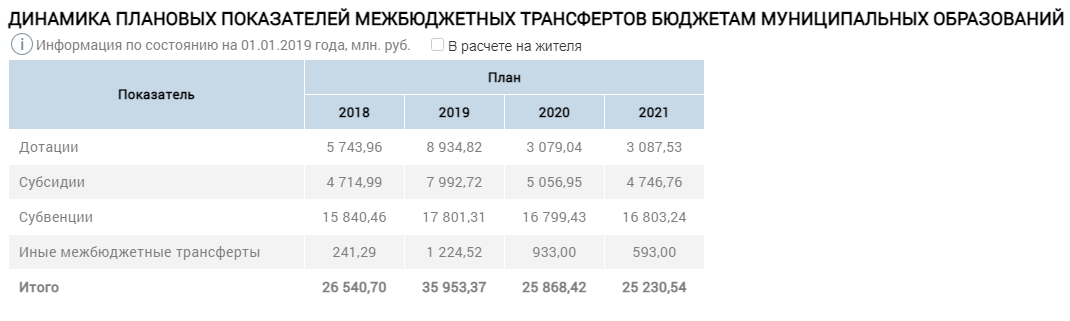 ДИНАМИКА ПЛАНОВЫХ ПОКАЗАТЕЛЕЙ МЕЖБЮДЖЕТНЫХ ТРАНСФЕРТОВ БЮДЖЕТАМ МУНИЦИПАЛЬНЫХ ОБРАЗОВАНИЙ
i Информация по состоянию на 01.01.2019 года, млн. руб. В расчете на жителя
Показатель План
2018 2019 2020 2021
Дотации 5 743,96 8 934,82 3 079,04 3 087,53
Субсидии 4 714,99 7 992,72 5 056,95 4 746,76
Субвенции 15 840,46 17 801,31 16 799,43 16 803,24
Иные межбюджетные трансферты 241,29 1 224,52 933,00 593,00
Итого 26 540,70 35 953,37 25 868,42 25 230,54